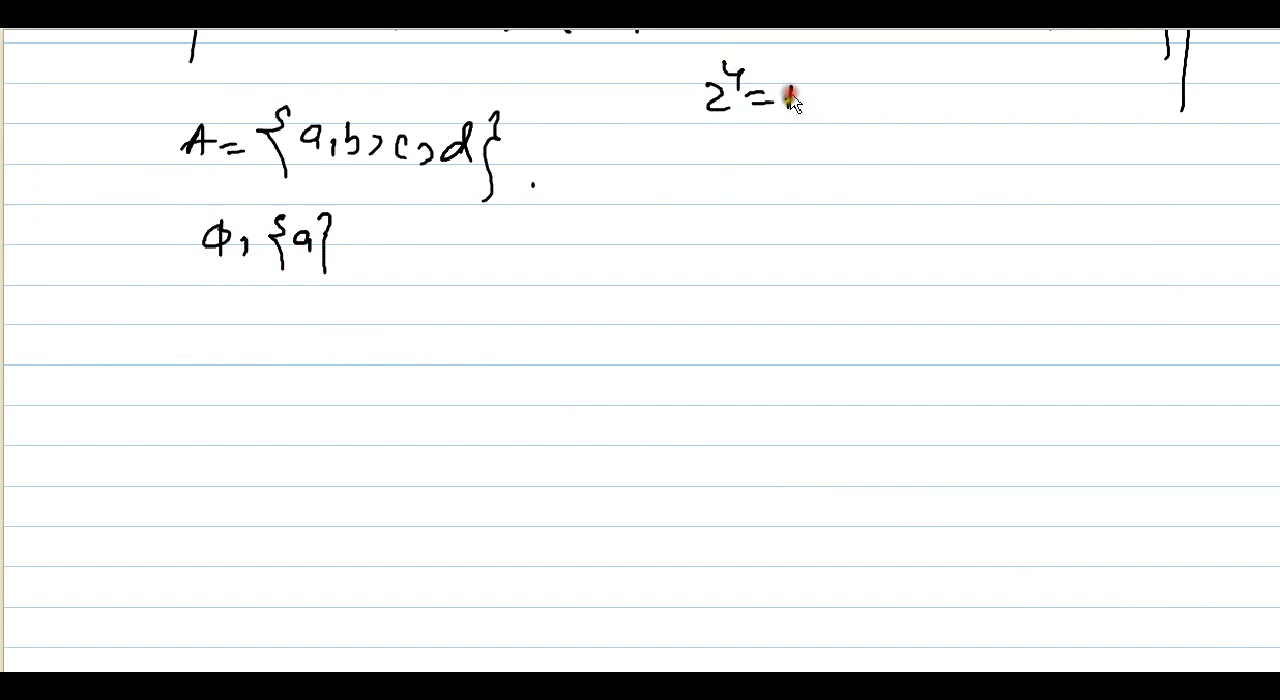 2⁴ =
A = {a, b, c, d}.
ϕ, {a}